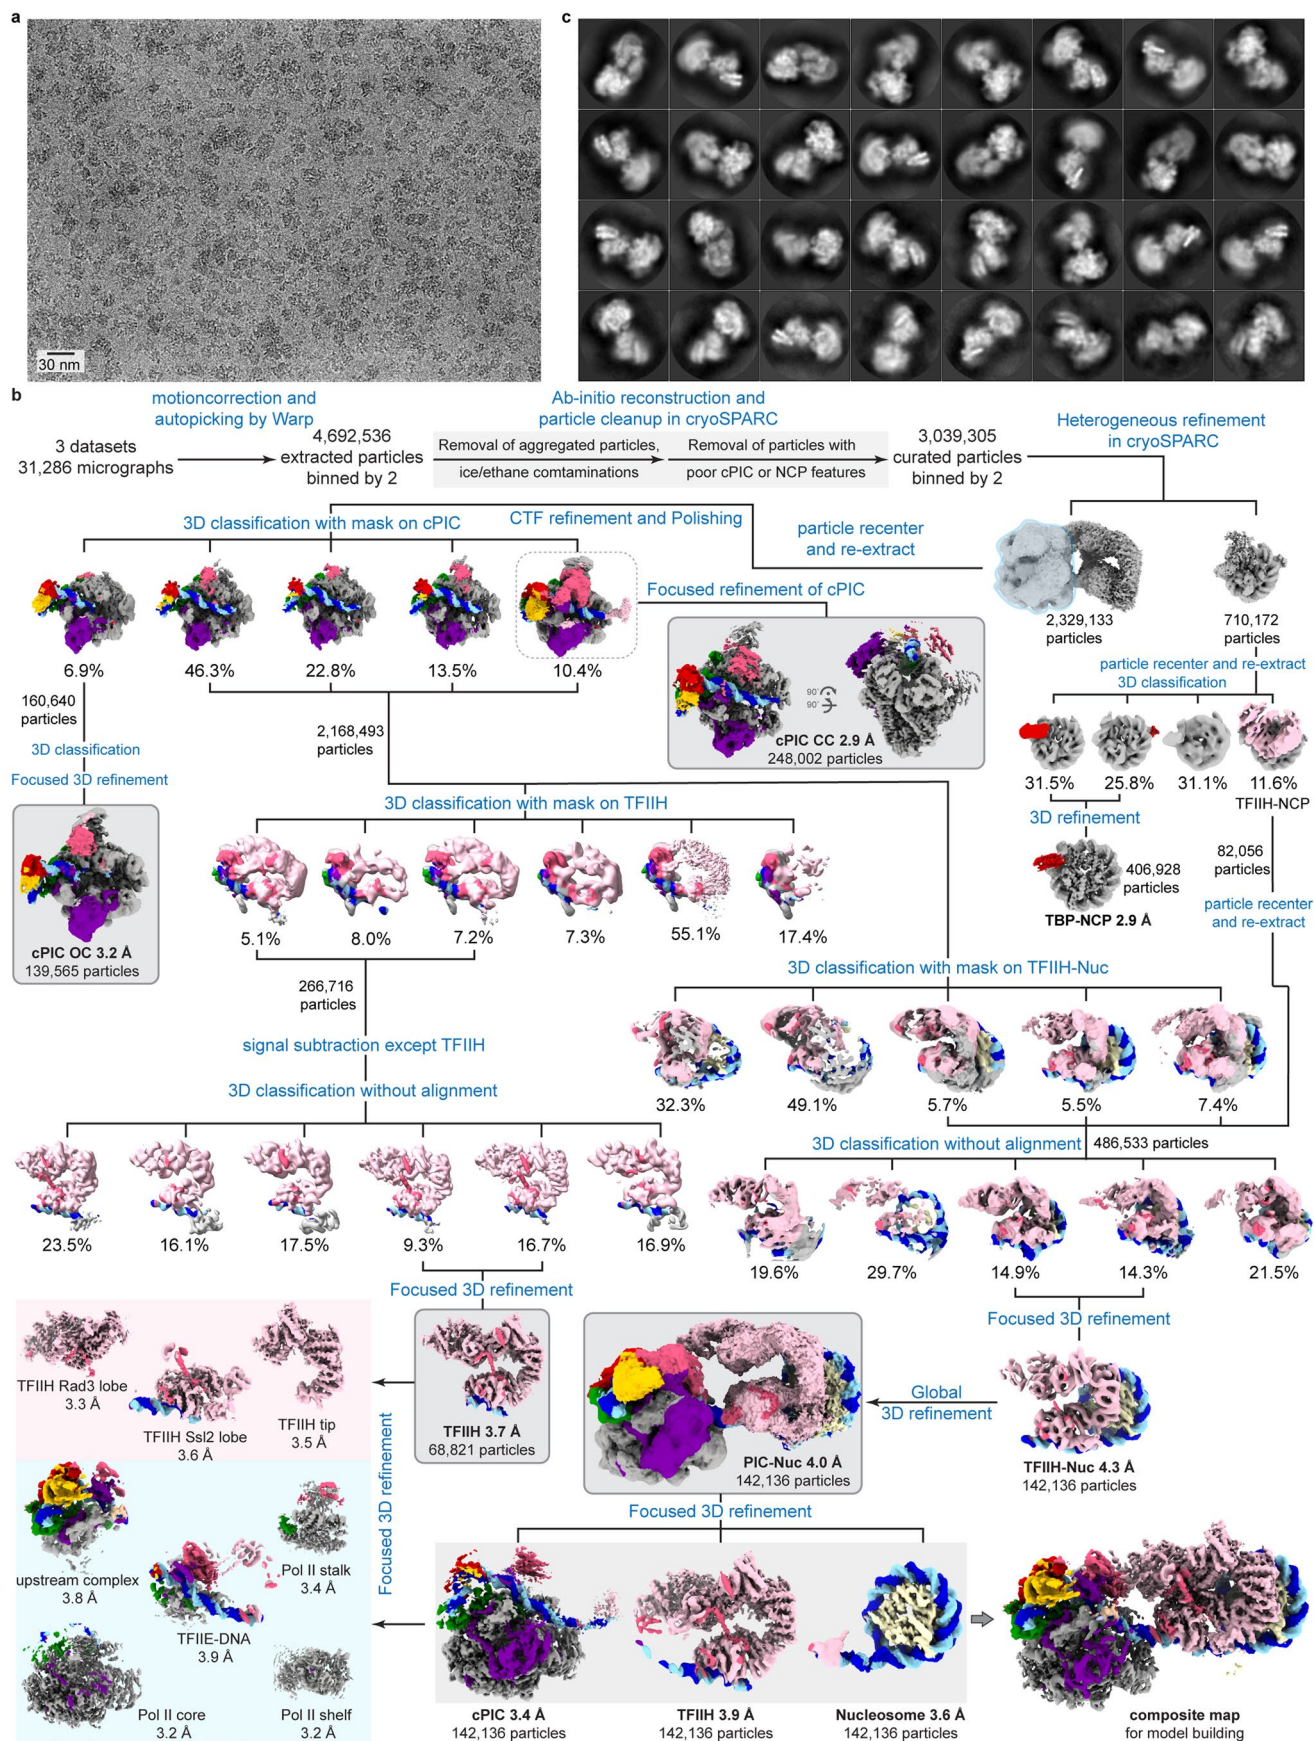 a
30 nm
c
b
motioncorrection and
autopicking by Warp
Ab-initio reconstruction and
particle cleanup in cryoSPARC
3 datasets
31,286 micrographs
4,692,536
extracted particles
binned by 2
Removal of aggregated particles,
ice/ethane contaminations
Removal of particles with
poor cPIC or NCP features
3,039,305
curated particles
binned by 2
Heterogeneous refinement
in cryoSPARC
3D classification with mask on cPIC
CTF refinement and Polishing
particle recenter
and re-extract
2,329,133
particles
710,172
particles
6.9%
46.3%
22.8%
13.5%
10.4%
Focused refinement of cPIC
90°
90°
cPIC CC 2.9 Å
248,002 particles
particle recenter and re-extract
3D classification
31.5%
25.8%
31.1%
11.6%
TFIIH-NCP
3D refinement
406,928
particles
TBP-NCP 2.9 Å
82,056
particles
particle recenter
and re-extract
160,640
particles
3D classification
Focused 3D refinement
cPIC OC 3.2 Å
139,565 particles
2,168,493
particles
3D classification with mask on TFIIH
5.1%
8.0%
7.2%
7.3%
55.1%
17.4%
266,716
particles
signal subtraction except TFIIH
3D classification without alignment
23.5%
16.1%
17.5%
9.3%
16.7%
16.9%
Focused 3D refinement
TFIIH 3.7 Å
68,821 particles
3D classification with mask on TFIIH-Nuc
32.3%
49.1%
5.7%
5.5%
7.4%
3D classification without alignment
486,533 particles
19.6%
29.7%
14.9%
14.3%
21.5%
Focused 3D refinement
TFIIH-Nuc 4.3 Å
142,136 particles
Global
3D refinement
PIC-Nuc 4.0 Å
142,136 particles
Focused 3D refinement
TFIIH Rad3 lobe
3.3 Å
TFIIH Ssl2 lobe
3.6 Å
TFIIH tip
3.5 Å
Focused 3D refinement
upstream complex
3.8 Å
Pol II stalk
3.4 Å
TFIIE-DNA
3.9 Å
Pol II core
3.2 Å
Pol II shelf
3.2 Å
cPIC 3.4 Å
142,136 particles
TFIIH 3.9 Å
142,136 particles
Nucleosome 3.6 Å
142,136 particles
composite map
for model building